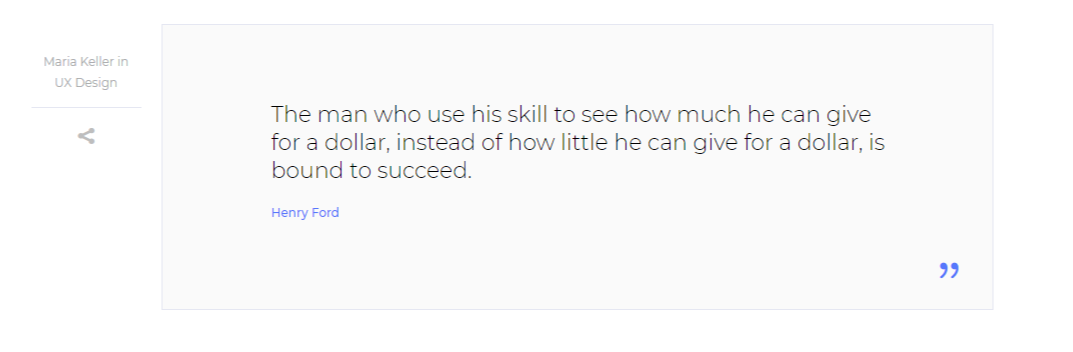 Maria Keller in
UX Design
The man who use his skill to see how much he can give
for a dollar, instead of how little he can give for a dollar, is
bound to succeed.
Henry Ford
”